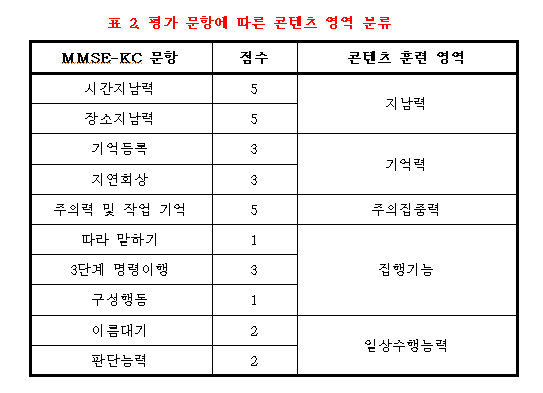 표 2. 평가 문항에 따른 콘텐츠 영역 분류
MMSE-KC 문항 점수 콘텐츠 훈련 영역
시간지남력 5
지남력
장소지남력 5
기억등록 3
기억력
지연회상 3
주의력 및 작업 기억 5 주의집중력
따라 말하기 1
3단계 명령이행 3 집행기능
구성행동 1
이름대기 2
일상수행능력
판단능력 2